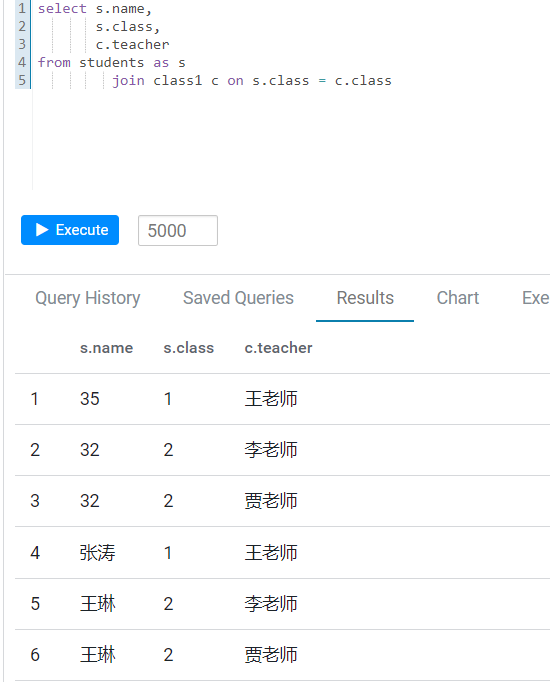 1 select s.name,
2 s.class,
3 c.teacher
4 from students as s
5 join class1 c on s.class = c.class
Execute 5000
Query History Saved Queries Results Chart Exe
s.name s.class c.teacher
1 35 1 王老师
2 32 2 李老师
3 32 2 贾老师
4 张涛 1 王老师
5 王琳 2 李老师
6 王琳 2 贾老师